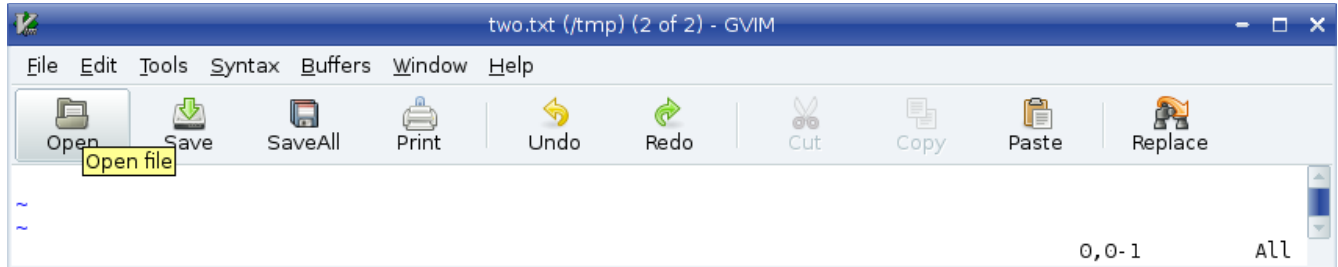 two.txt (/tmp) (2 of 2) - GVIM
File Edit Tools Syntax Buffers Window Help
Open Save SaveAll Print Undo Redo Cut Copy Paste Replace
Open file
~
~
0,0-1 All